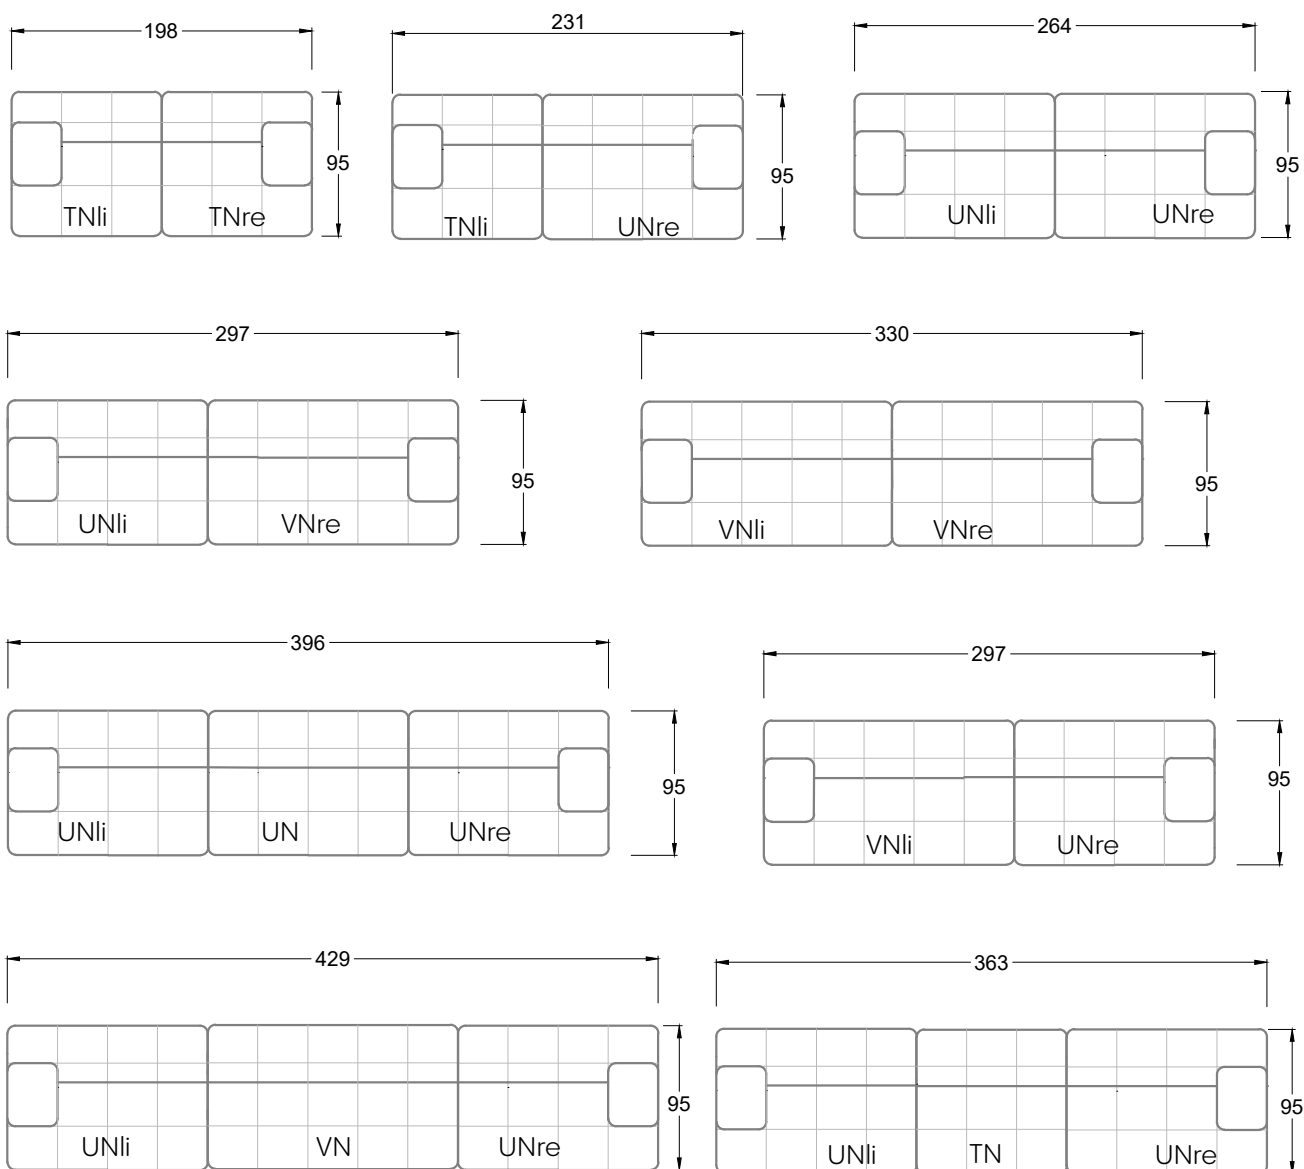 198
231
264
95
95
95
TNli TNre
TNli UNre
UNli UNre
297
330
95
95
UNli VNre
VNli VNre
396
297
95
95
UNli UN UNre
VNli UNre
429
363
95
95
UNli VN UNre
UNli TN UNre